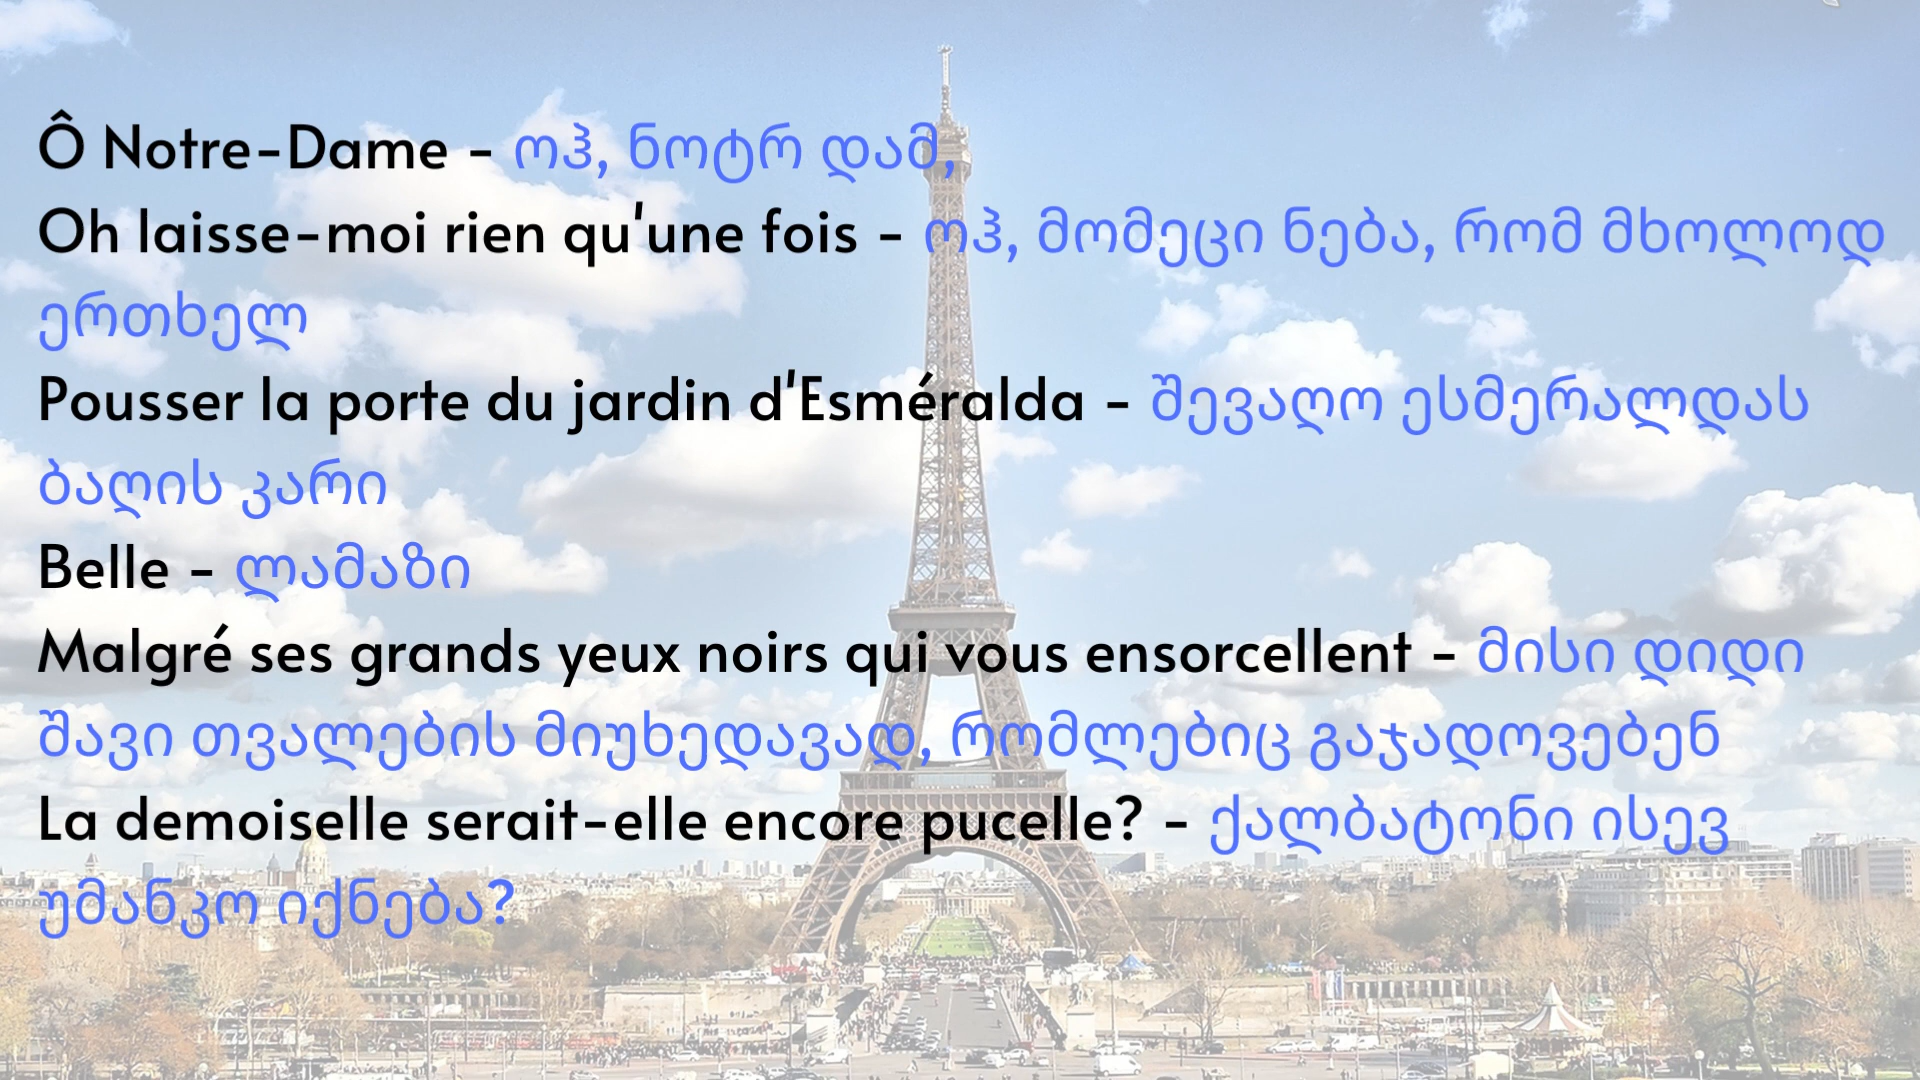 Ô Notre-Dame - ოჰ, ნოტრ დამ,
Oh laisse-moi rien qu'une fois - ოჰ, მომეცი ნება, რომ მხოლოდ
ერთხელ
Pousser la porte du jardin d'Esméralda - შევაღო ესმერალდას
ბაღის კარი
Belle - ლამაზი
Malgré ses grands yeux noirs qui vous ensorcellent - მისი დიდი
შავი თვალების მიუხედავად, რომლებიც გაჯადოვებენ
La demoiselle serait-elle encore pucelle? - ქალბატონი ისევ
უმანკო იქნება?